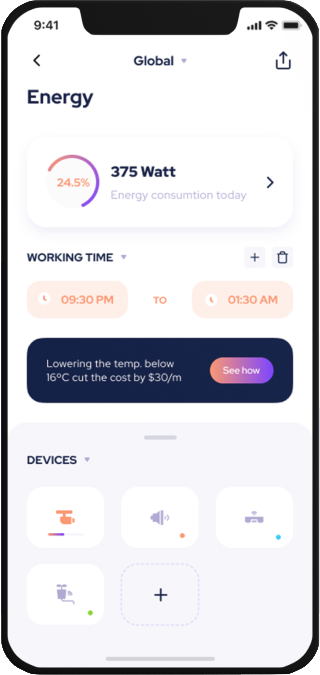 9:41
Global
Energy
24.5%
375 Watt
Energy consumtion today
WORKING TIME
09:30 PM
TO
01:30 AM
Lowering the temp. below
16°C cut the cost by $30/m
See how
DEVICES